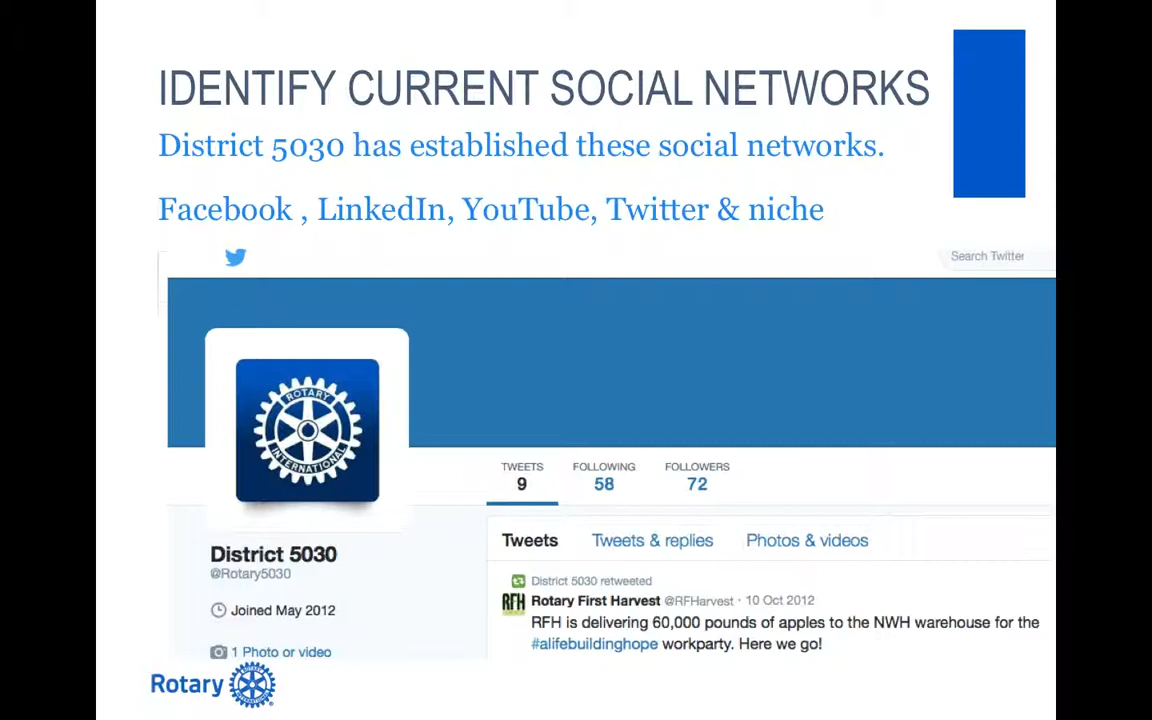 IDENTIFY CURRENT SOCIAL NETWORKS
District 5030 has established these social networks.
Facebook , LinkedIn, YouTube, Twitter & niche
Search Twitter
ROTARY
INTERNATIONAL
TWEETS FOLLOWING FOLLOWERS
9 58 72
Tweets Tweets & replies Photos & videos
District 5030
@Rotary5030
Joined May 2012
1 Photo or video
District 5030 retweeted
RFH Rotary First Harvest @RFHarvest · 10 Oct 2012
RFH is delivering 60,000 pounds of apples to the NWH warehouse for the
#alifebuildinghope workparty. Here we go!
Rotary